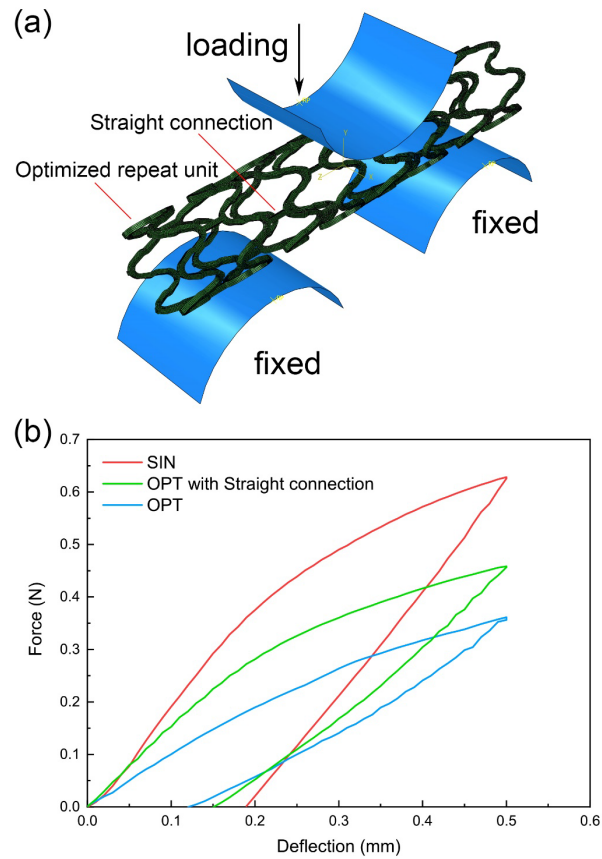 (a)
loading
RP
Straight connection
Y
Optimized repeat unit
Z
X
fixed
fixed
(b)
0.7
SIN
OPT with Straight connection
OPT
0.6
0.5
0.4
0.3
0.2
0.1
0.0
Force (N)
0.0 0.1 0.2 0.3 0.4 0.5 0.6
Deflection (mm)